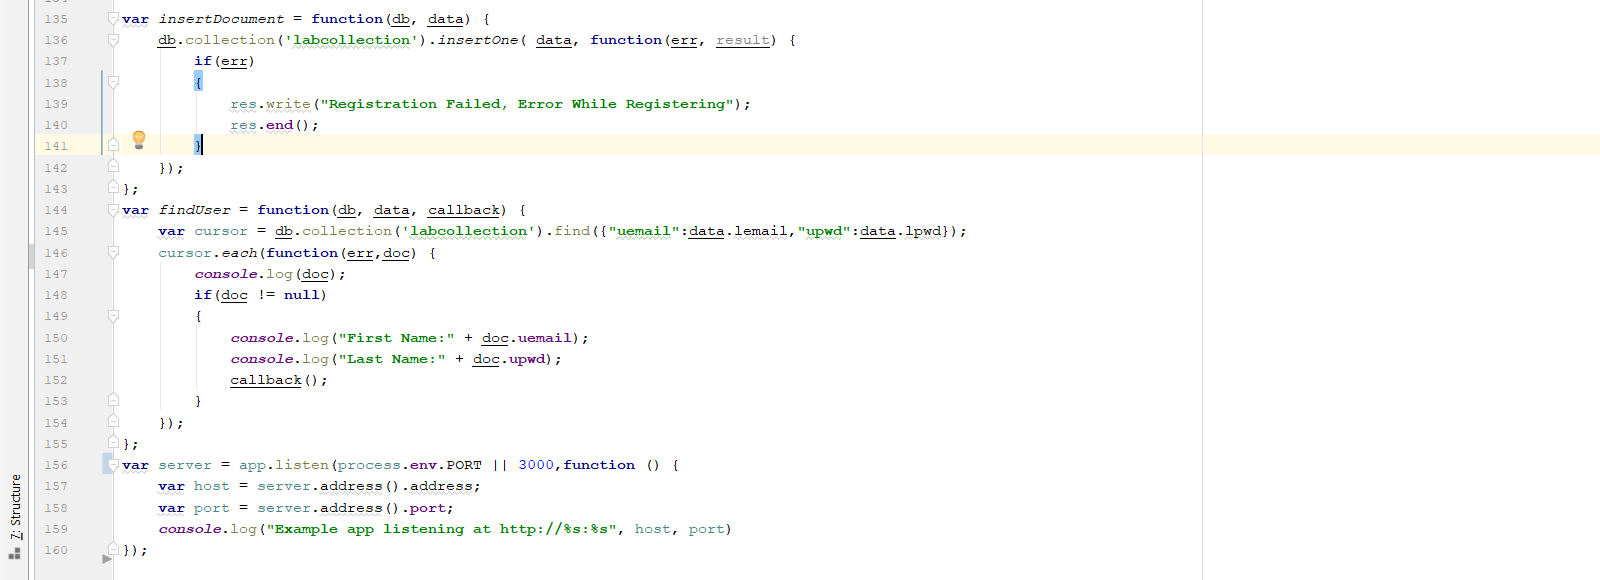 135 var insertDocument = function(db, data) {
136 db.collection('labcollection').insertOne( data, function(err, result) {
137 if(err)
138 {
139 res.write("Registration Failed, Error While Registering");
140 res.end();
141 }
142 });
143 };
144 var findUser = function(db, data, callback) {
145 var cursor = db.collection('labcollection').find({"uemail":data.lemail,"upwd":data.lpwd});
146 cursor.each(function(err,doc) {
147 console.log(doc);
148 if(doc != null)
149 {
150 console.log("First Name:" + doc.uemail);
151 console.log("Last Name:" + doc.upwd);
152 callback();
153 }
154 });
155 };
156 var server = app.listen(process.env.PORT || 3000,function () {
157 var host = server.address().address;
158 var port = server.address().port;
159 console.log("Example app listening at http://%s:%s", host, port)
160 });
7: Structure